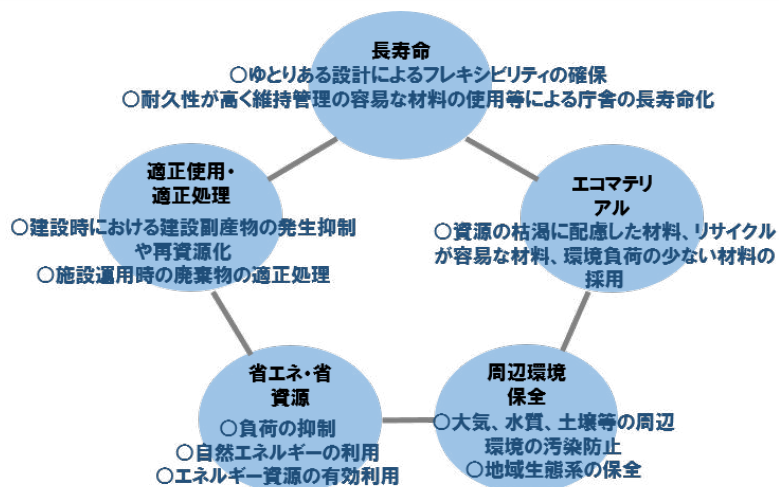 長寿命
○ゆとりある設計によるフレキシビリティの確保
○耐久性が高く維持管理の容易な材料の使用等による庁舎の長寿命化
適正使用・
適正処理
○建設時における建設副産物の発生抑制
や再資源化
○施設運用時の廃棄物の適正処理
エコマテリ
アル
○資源の枯渇に配慮した材料、リサイクル
が容易な材料、環境負荷の少ない材料の
採用
省エネ・省
資源
○負荷の抑制
○自然エネルギーの利用
○エネルギー資源の有効利用
周辺環境
保全
○大気、水質、土壌等の周辺
環境の汚染防止
○地域生態系の保全